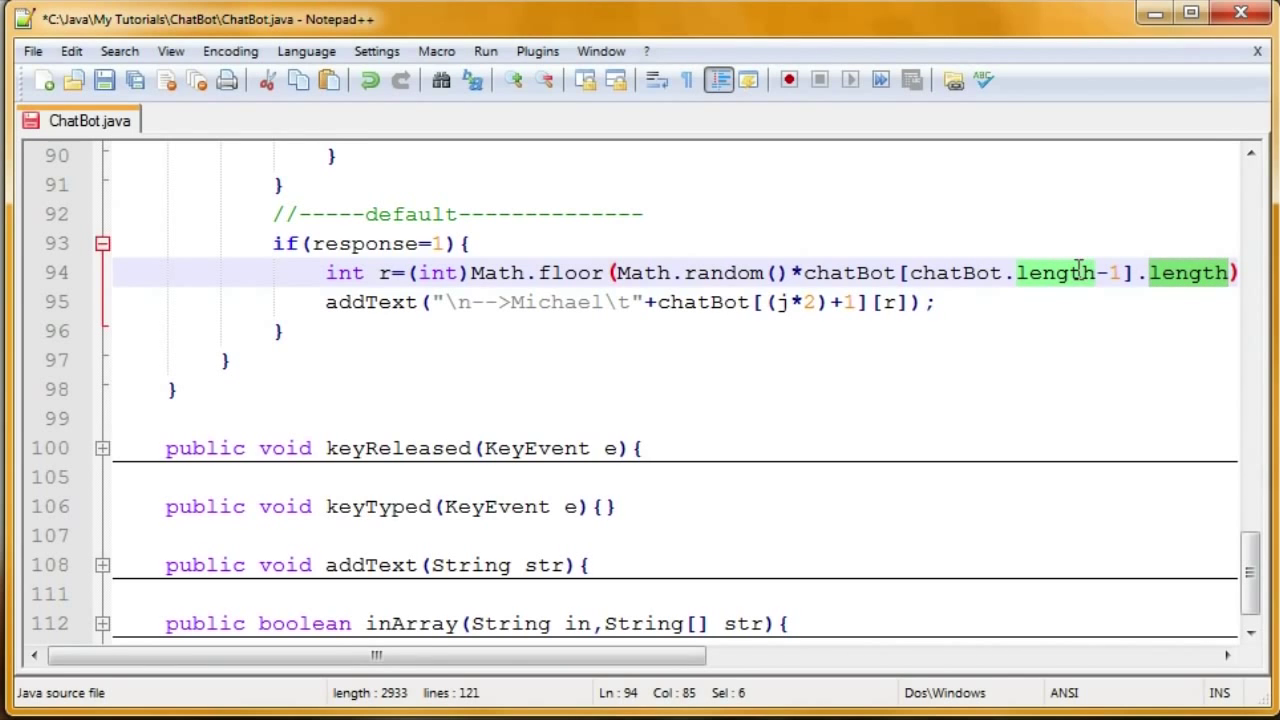 *C:\Java\My Tutorials\ChatBot\ChatBot.java - Notepad++
File Edit Search View Encoding Language Settings Macro Run Plugins Window ? X
ABC
ChatBot.java
90 }
91 }
92 //-----default--------------
93 if(response=1){
94 int r=(int)Math.floor(Math.random()*chatBot[chatBot.length-1].length)
95 addText("\n-->Michael\t"+chatBot[(j*2)+1][r]);
96 }
97 }
98 }
99
100 public void keyReleased(KeyEvent e){
105
106 public void keyTyped(KeyEvent e){}
107
108 public void addText(String str){
111
112 public boolean inArray(String in,String[] str){
Java source file length : 2933 lines : 121 Ln : 94 Col : 85 Sel : 6 Dos\Windows ANSI INS